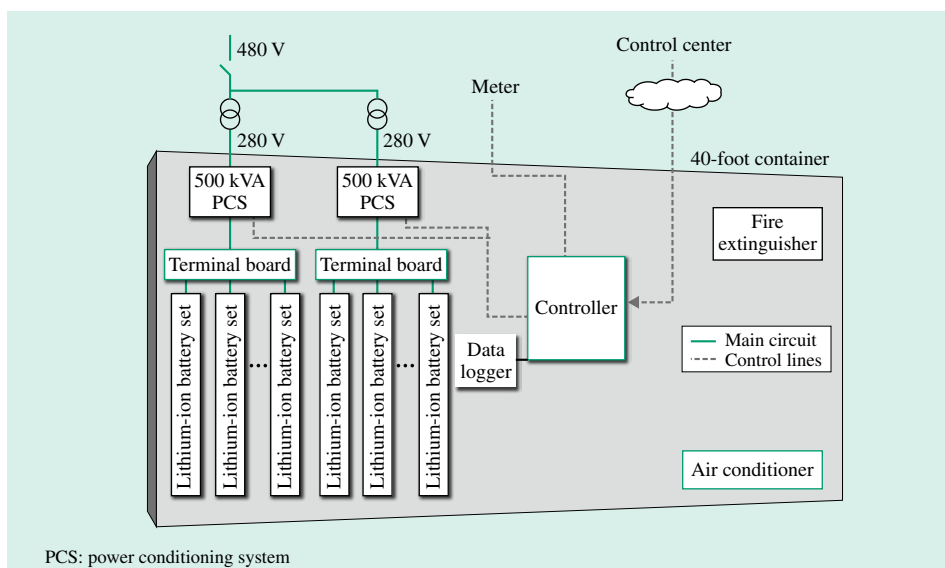 480 V
Control center
Meter
280 V
280 V
40-foot container
500 kVA
PCS
500 kVA
PCS
Fire
extinguisher
Terminal board
Terminal board
Controller
Lithium-ion battery set
Lithium-ion battery set
...
Lithium-ion battery set
Lithium-ion battery set
Lithium-ion battery set
...
Lithium-ion battery set
Data
logger
Main circuit
Control lines
Air conditioner
PCS: power conditioning system